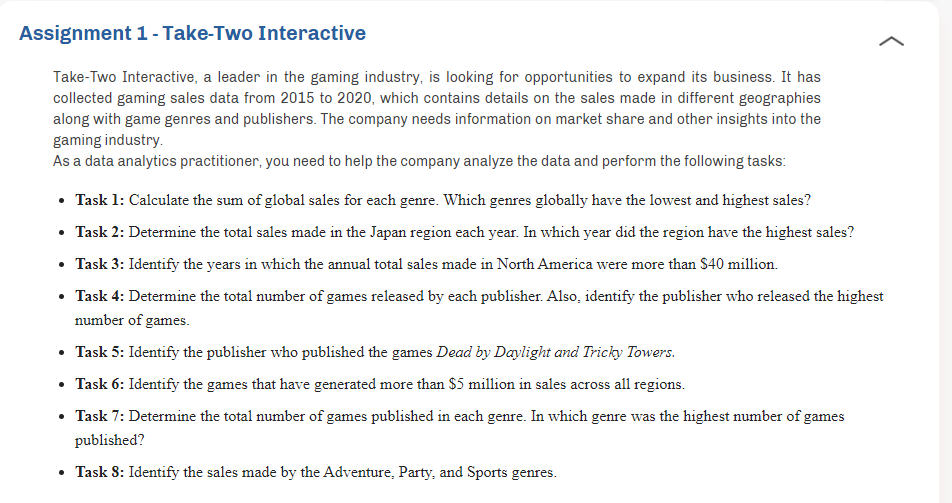 Assignment 1 - Take-Two Interactive
Take-Two Interactive, a leader in the gaming industry, is looking for opportunities to expand its business. It has
collected gaming sales data from 2015 to 2020, which contains details on the sales made in different geographies
along with game genres and publishers. The company needs information on market share and other insights into the
gaming industry.
As a data analytics practitioner, you need to help the company analyze the data and perform the following tasks:
• Task 1: Calculate the sum of global sales for each genre. Which genres globally have the lowest and highest sales?
• Task 2: Determine the total sales made in the Japan region each year. In which year did the region have the highest sales?
• Task 3: Identify the years in which the annual total sales made in North America were more than $40 million.
• Task 4: Determine the total number of games released by each publisher. Also, identify the publisher who released the highest
number of games.
• Task 5: Identify the publisher who published the games Dead by Daylight and Tricky Towers.
• Task 6: Identify the games that have generated more than $5 million in sales across all regions.
• Task 7: Determine the total number of games published in each genre. In which genre was the highest number of games
published?
• Task 8: Identify the sales made by the Adventure, Party, and Sports genres.